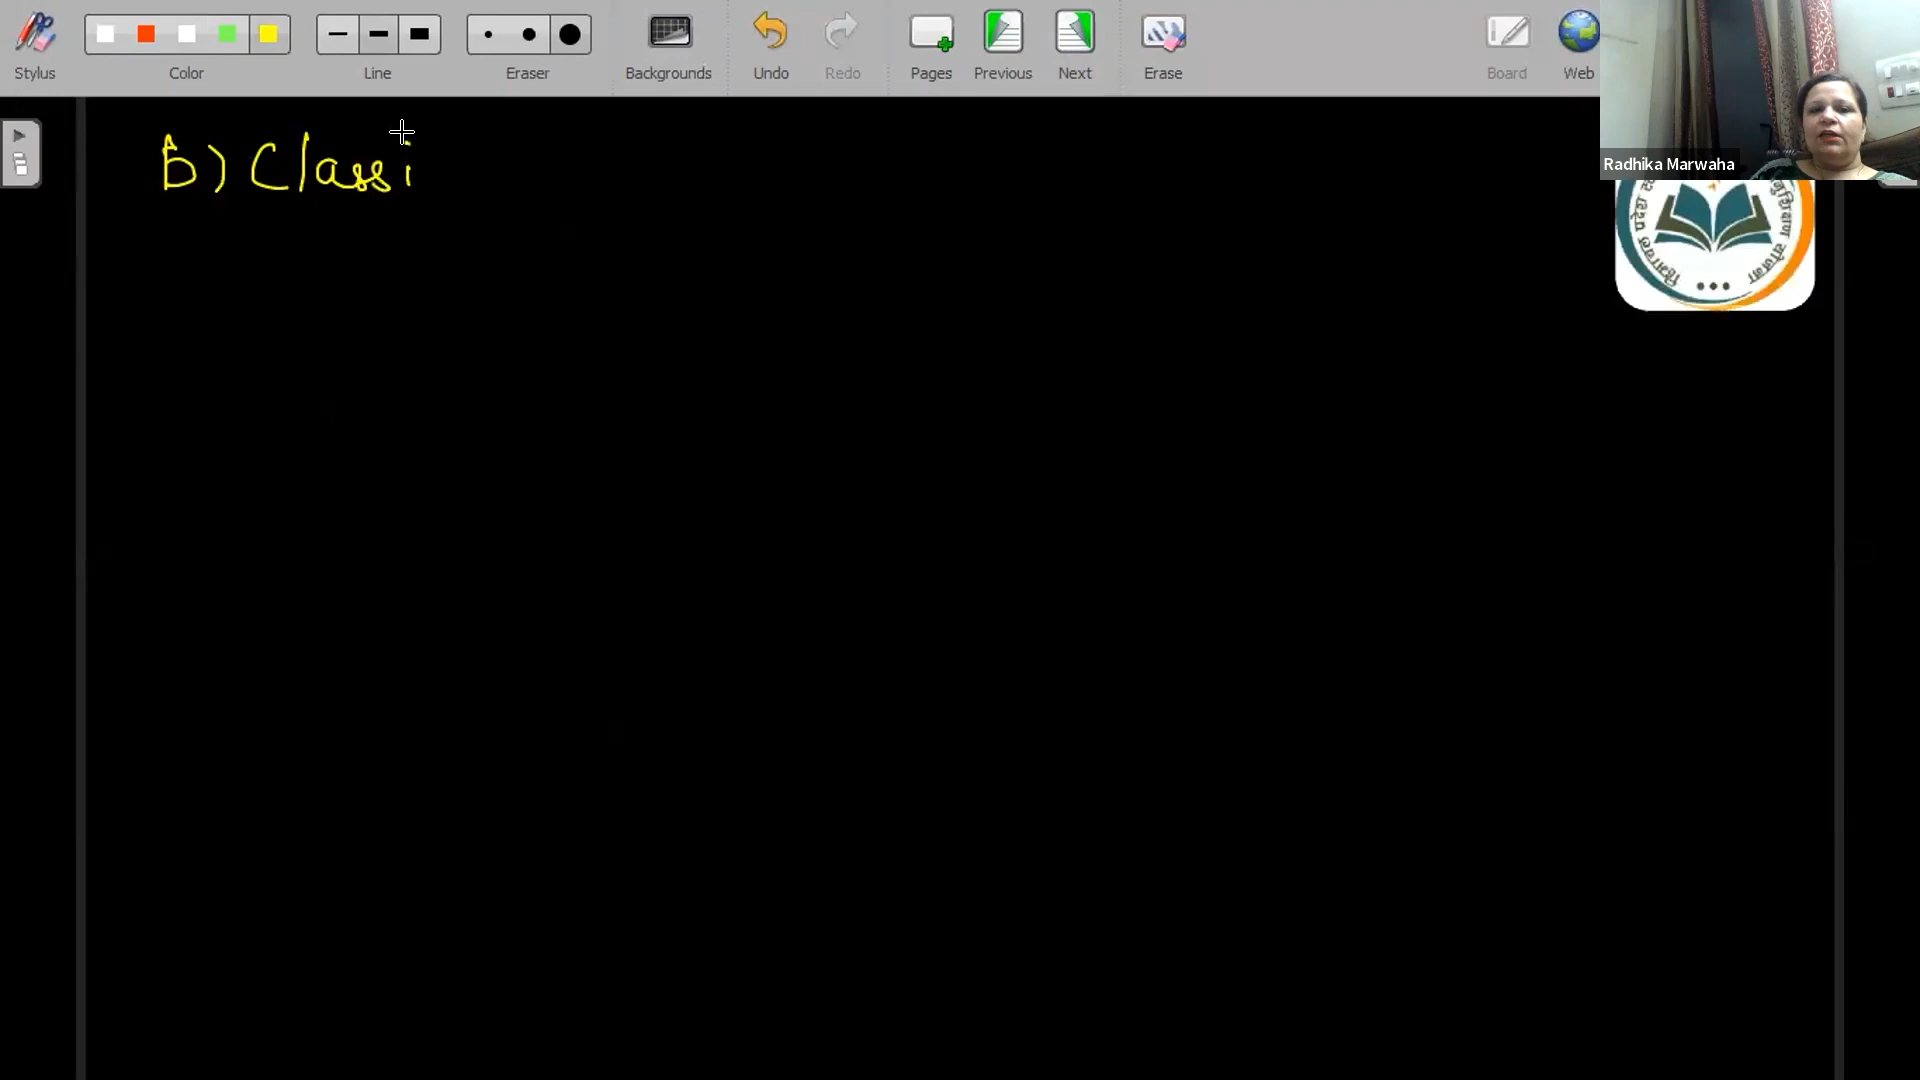 Stylus
Color
Line
Eraser
Backgrounds
Undo
Redo
Pages
Previous
Next
Erase
Board
Web
Radhika Marwaha
B) Classi